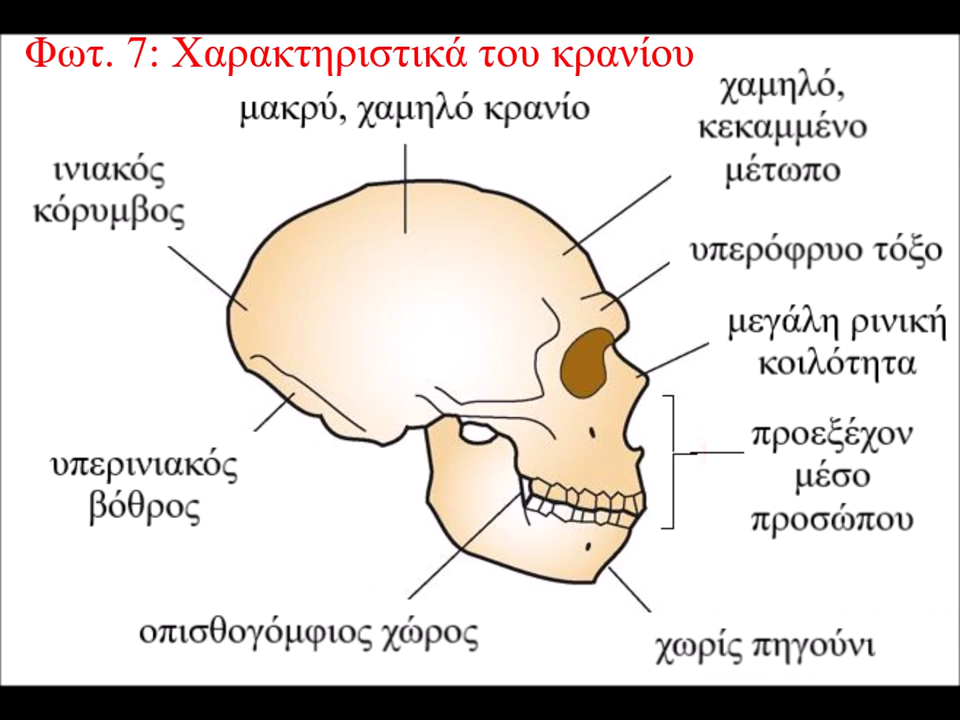 Φωτ. 7: Χαρακτηριστικά του κρανίου
μακρύ, χαμηλό κρανίο
χαμηλό,
κεκαμμένο
μέτωπο
ινιακός
κόρυμβος
υπερόφρυο τόξο
μεγάλη ρινική
κοιλότητα
προεξέχον
μέσο
προσώπου
υπερινιακός
βόθρος
οπισθογόμφιος χώρος
χωρίς πηγούνι